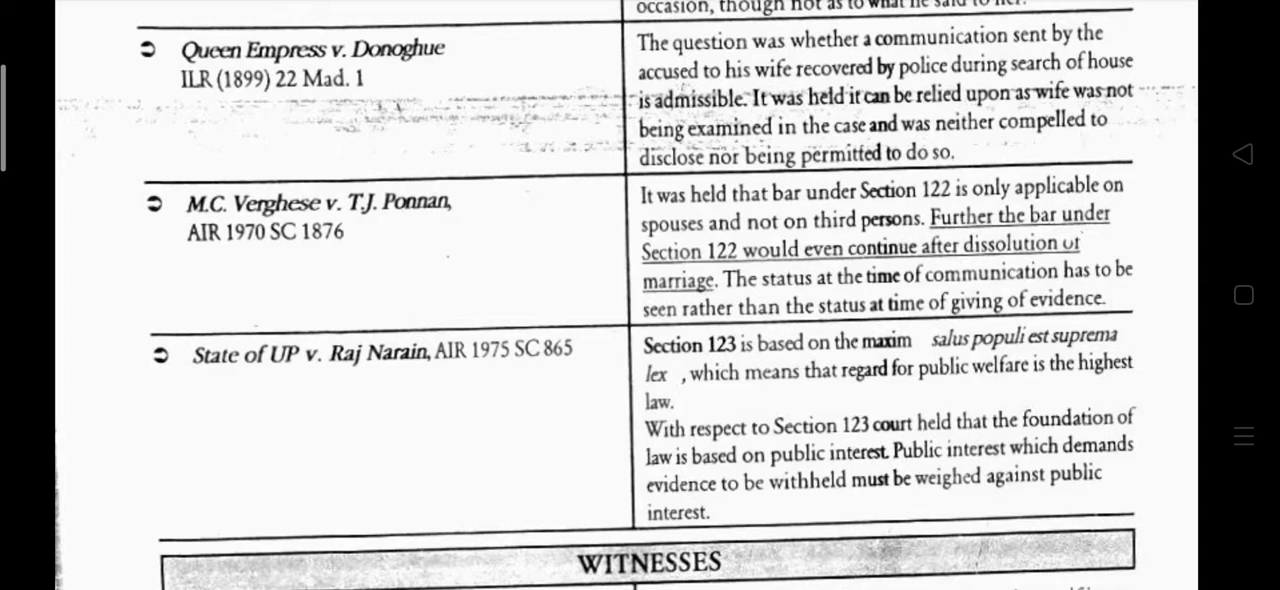 occasion, though not as to what he said to her.
➲ Queen Empress v. Donoghue
ILR (1899) 22 Mad. 1
The question was whether a communication sent by the
accused to his wife recovered by police during search of house
is admissible. It was held it can be relied upon as wife was not
being examined in the case and was neither compelled to
disclose nor being permitted to do so.
➲ M.C. Verghese v. T.J. Ponnan,
AIR 1970 SC 1876
It was held that bar under Section 122 is only applicable on
spouses and not on third persons. Further the bar under
Section 122 would even continue after dissolution of
marriage. The status at the time of communication has to be
seen rather than the status at time of giving of evidence.
➲ State of UP v. Raj Narain, AIR 1975 SC 865
Section 123 is based on the maxim salus populi est suprema
lex , which means that regard for public welfare is the highest
law.
With respect to Section 123 court held that the foundation of
law is based on public interest. Public interest which demands
evidence to be withheld must be weighed against public
interest.
WITNESSES